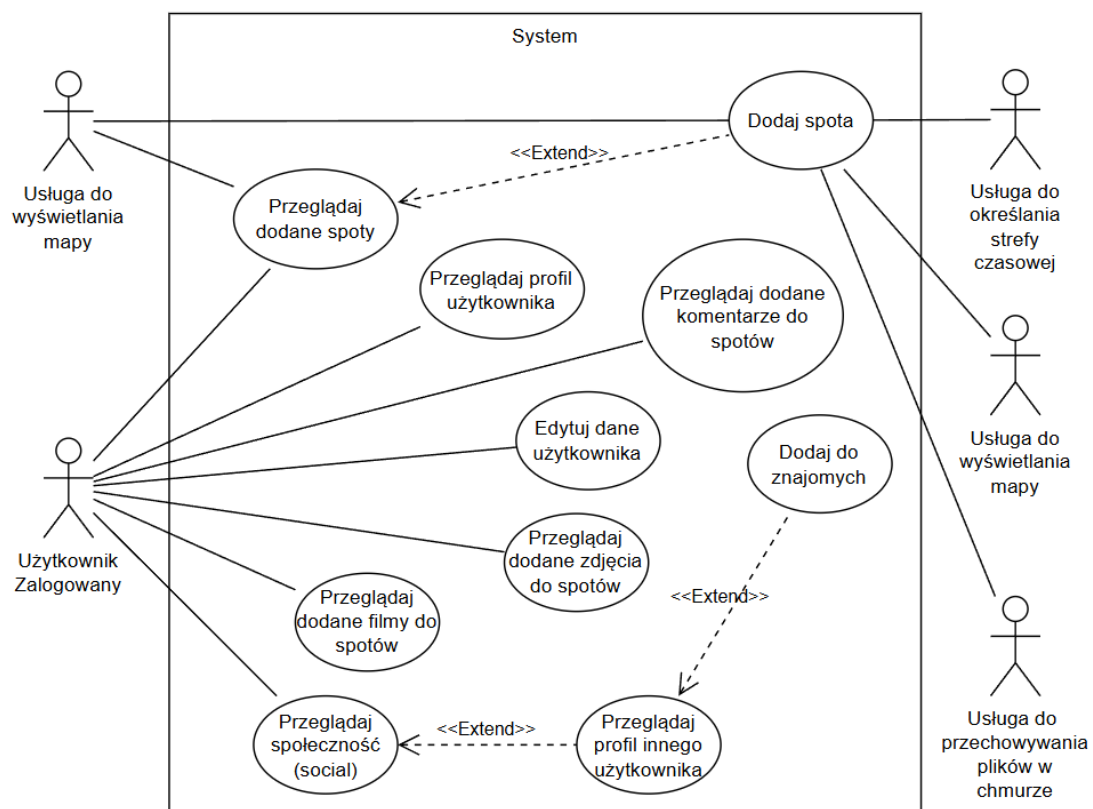 System
Dodaj spota
<<Extend>>
Usługa do
wyświetlania
mapy
Przeglądaj
dodane spoty
Usługa do
określania
strefy
czasowej
Przeglądaj profil
użytkownika
Przeglądaj dodane
komentarze do
spotów
Edytuj dane
użytkownika
Dodaj do
znajomych
Usługa do
wyświetlania
mapy
Użytkownik
Zalogowany
Przeglądaj
dodane zdjęcia
do spotów
Przeglądaj
dodane filmy do
spotów
<<Extend>>
Przeglądaj
społeczność
(social)
<<Extend>>
Przeglądaj
profil innego
użytkownika
Usługa do
przechowywania
plików w
chmurze